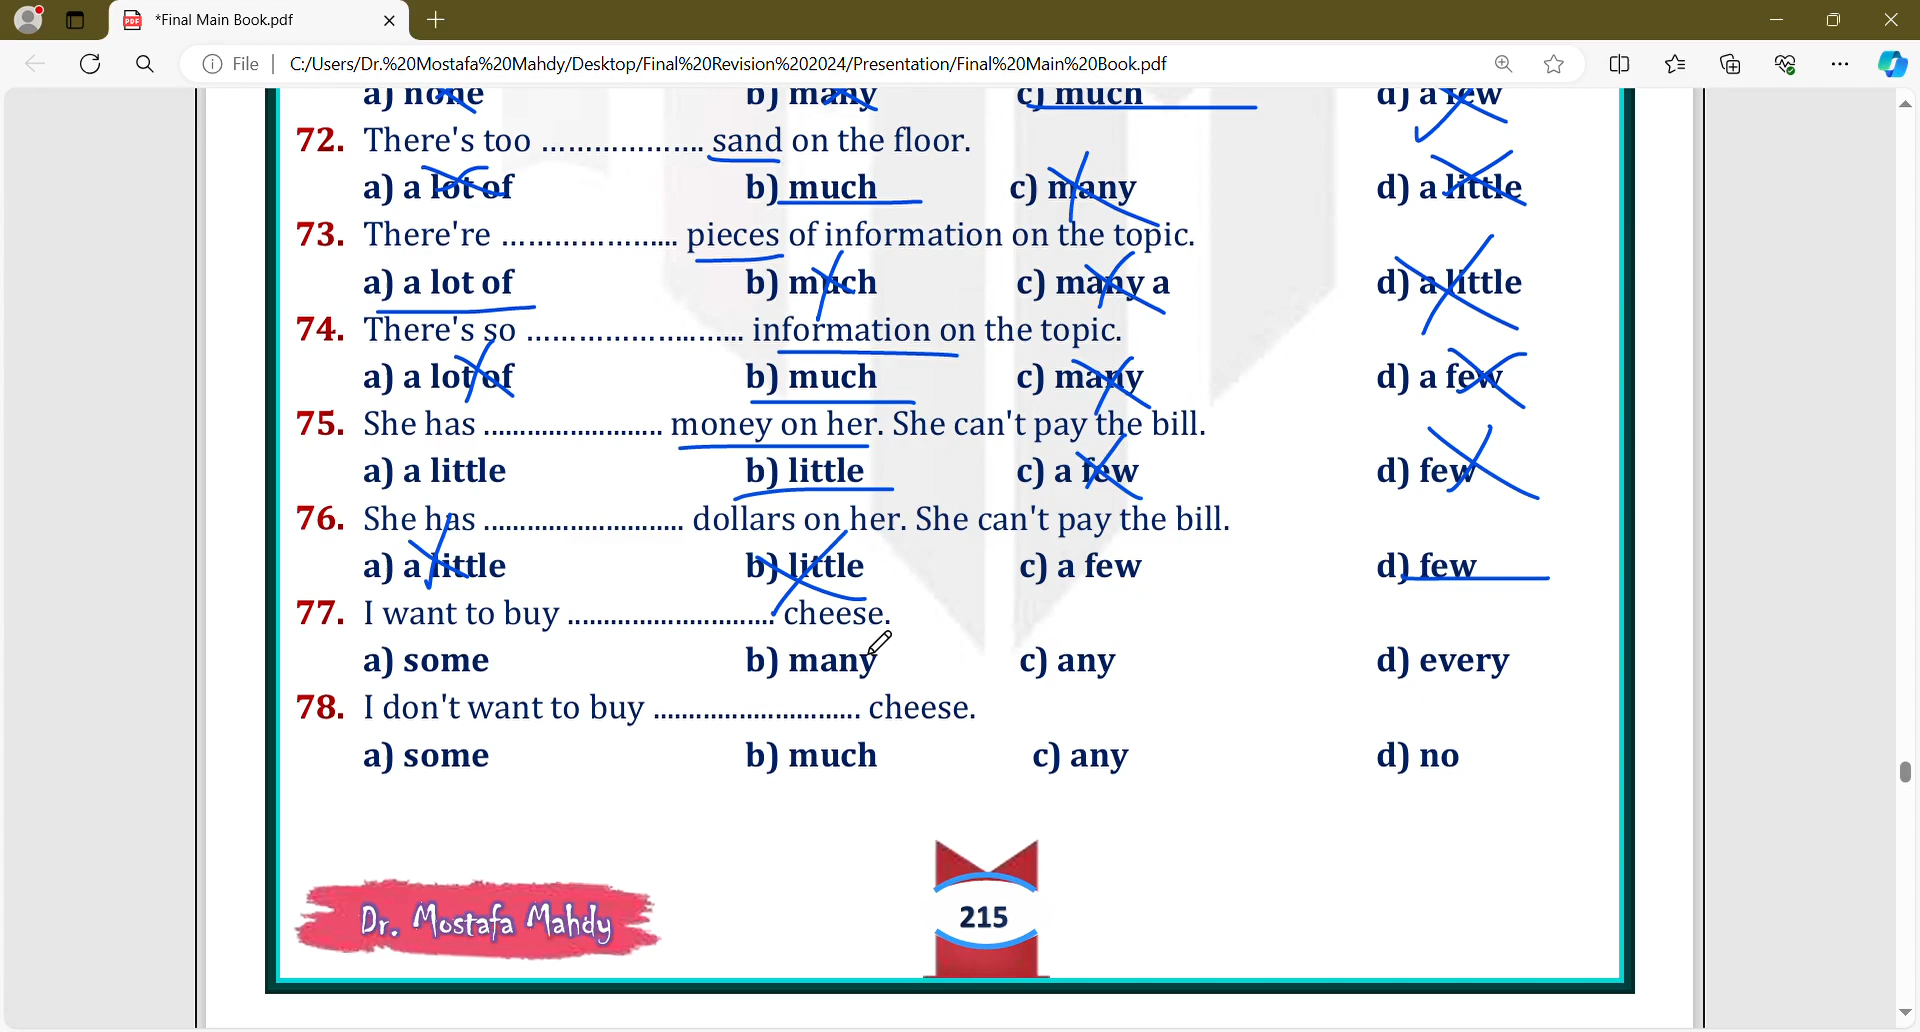 *Final Main Book.pdf
File
C:/Users/Dr.%20Mostafa%20Mahdy/Desktop/Final%20Revision%202024/Presentation/Final%20Main%20Book.pdf
a) none b) many c) much d) a few
72. There's too ................... sand on the floor.
a) a lot of b) much c) many d) a little
73. There're ..................... pieces of information on the topic.
a) a lot of b) much c) many a d) a little
74. There's so ......................... information on the topic.
a) a lot of b) much c) many d) a few
75. She has ......................... money on her. She can't pay the bill.
a) a little b) little c) a few d) few
76. She has ............................ dollars on her. She can't pay the bill.
a) a little b) little c) a few d) few
77. I want to buy ............................. cheese.
a) some b) many c) any d) every
78. I don't want to buy ............................. cheese.
a) some b) much c) any d) no
Dr. Mostafa Mahdy
215